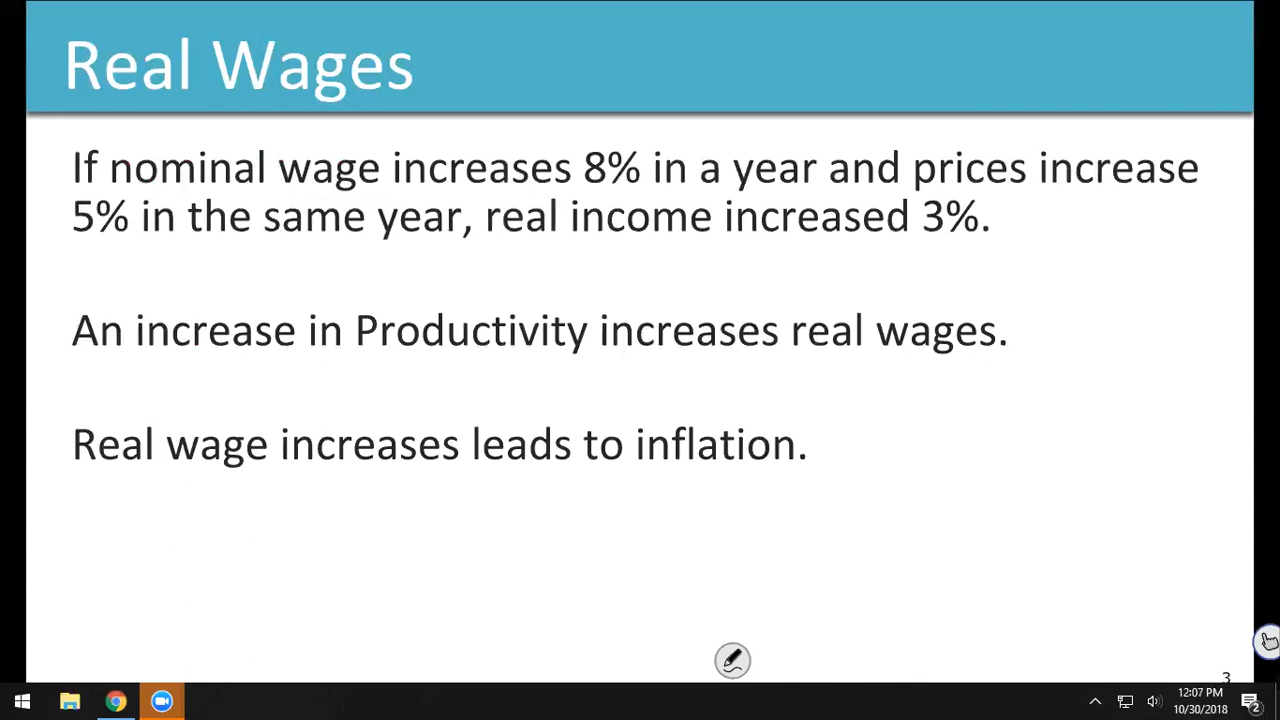 Real Wages
If nominal wage increases 8% in a year and prices increase
5% in the same year, real income increased 3%.
An increase in Productivity increases real wages.
Real wage increases leads to inflation.
3
12:07 PM
10/30/2018
2